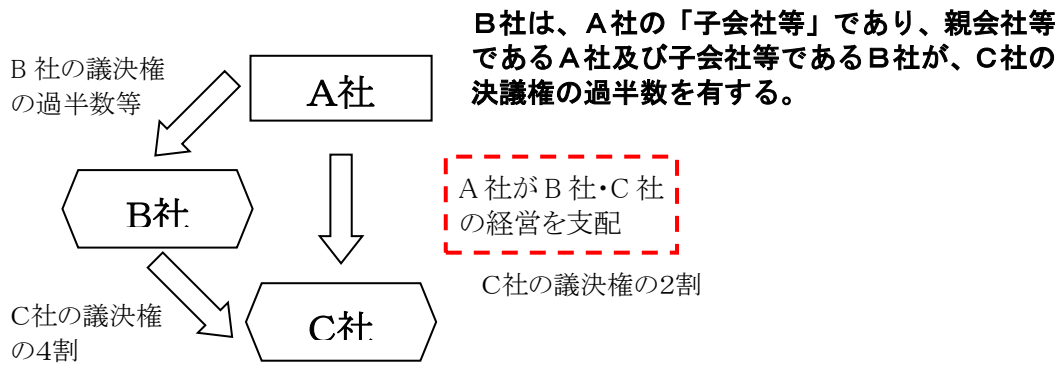 B社は、A社の「子会社等」であり、親会社等
であるA社及び子会社等であるB社が、C社の
決議権の過半数を有する。
B 社の議決権
の過半数等
A社
A 社が B 社・C 社
の経営を支配
B社
C社の議決権の2割
C社の議決権
の4割
C社